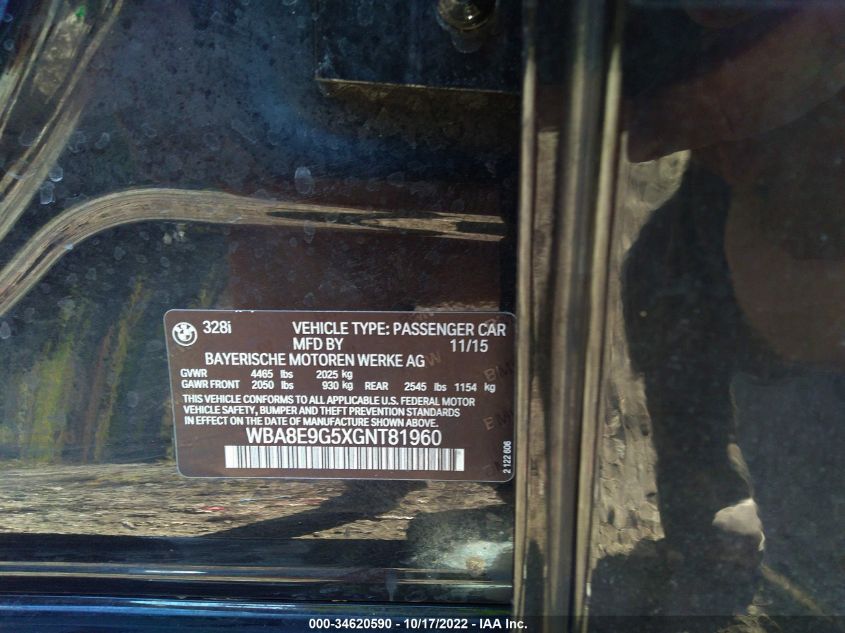 328i VEHICLE TYPE: PASSENGER CAR
MFD BY 11/15
BAYERISCHE MOTOREN WERKE AG
GVWR 4465 lbs 2025 kg
GAWR FRONT 2050 lbs 930 kg REAR 2545 lbs 1154 kg
THIS VEHICLE CONFORMS TO ALL APPLICABLE U.S. FEDERAL MOTOR
VEHICLE SAFETY, BUMPER AND THEFT PREVENTION STANDARDS
IN EFFECT ON THE DATE OF MANUFACTURE SHOWN ABOVE.
WBA8E9G5XGNT81960
2 122 606
000-34620590 - 10/17/2022 - IAA Inc.